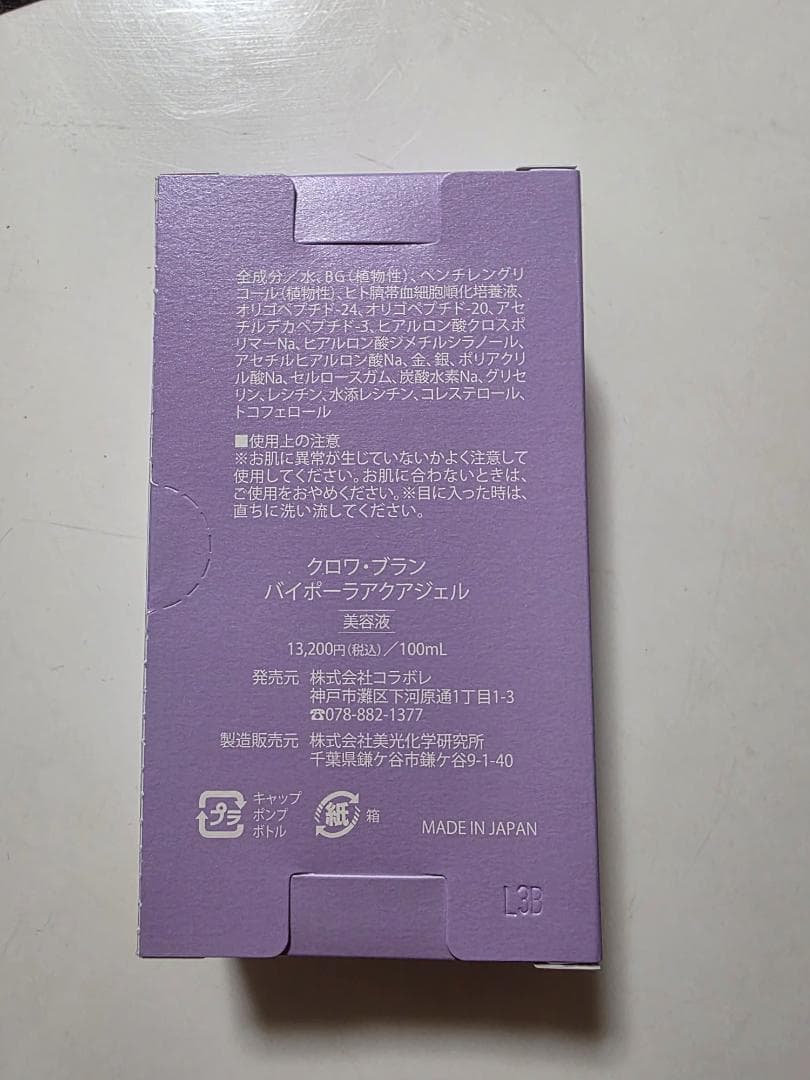 全成分／水、BG(植物性)、ペンチレングリ
コール(植物性)、ヒト臍帯血細胞順化培養液、
オリゴペプチド-24、オリゴペプチド-20、アセ
チルデカペプチド-3、ヒアルロン酸クロスポ
リマーNa、ヒアルロン酸ジメチルシラノール、
アセチルヒアルロン酸Na、金、銀、ポリアクリ
ル酸Na、セルロースガム、炭酸水素Na、グリセ
リン、レシチン、水添レシチン、コレステロール、
トコフェロール
■使用上の注意
※お肌に異常が生じていないかよく注意して
使用してください。お肌に合わないときは、
ご使用をおやめください。※目に入った時は、
直ちに洗い流してください。
クロワ・ブラン
バイポーラアクアジェル
美容液
13,200円(税込)／100mL
発売元 株式会社コラボレ
神戸市灘区下河原通1丁目1-3
☎078-882-1377
製造販売元 株式会社美光化学研究所
千葉県鎌ケ谷市鎌ケ谷9-1-40
プラ キャップ
ポンプ
ボトル
紙 箱
MADE IN JAPAN
L3B